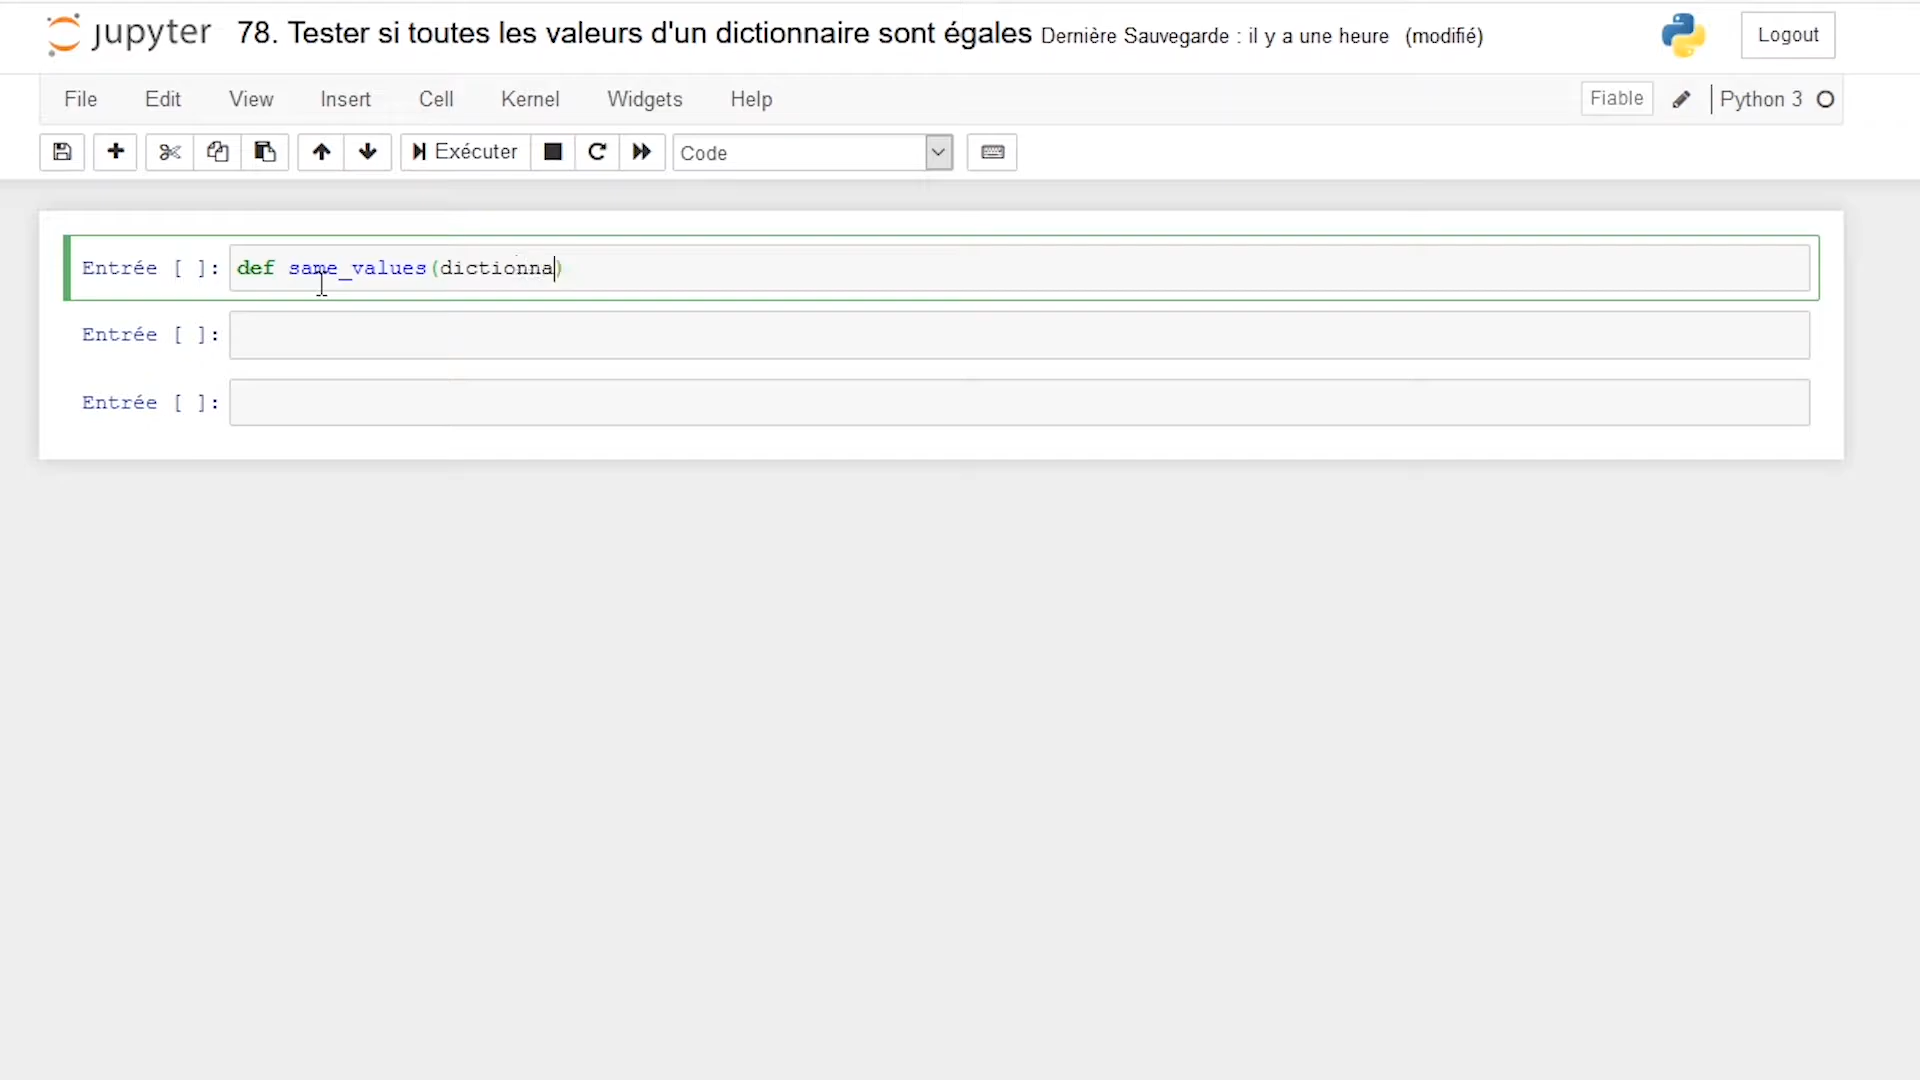 jupyter 78. Tester si toutes les valeurs d'un dictionnaire sont égales Dernière Sauvegarde : il y a une heure (modifié) Logout
File Edit View Insert Cell Kernel Widgets Help Fiable Python 3
Exécuter Code
Entrée [ ]: def same_values(dictionna)
Entrée [ ]:
Entrée [ ]: